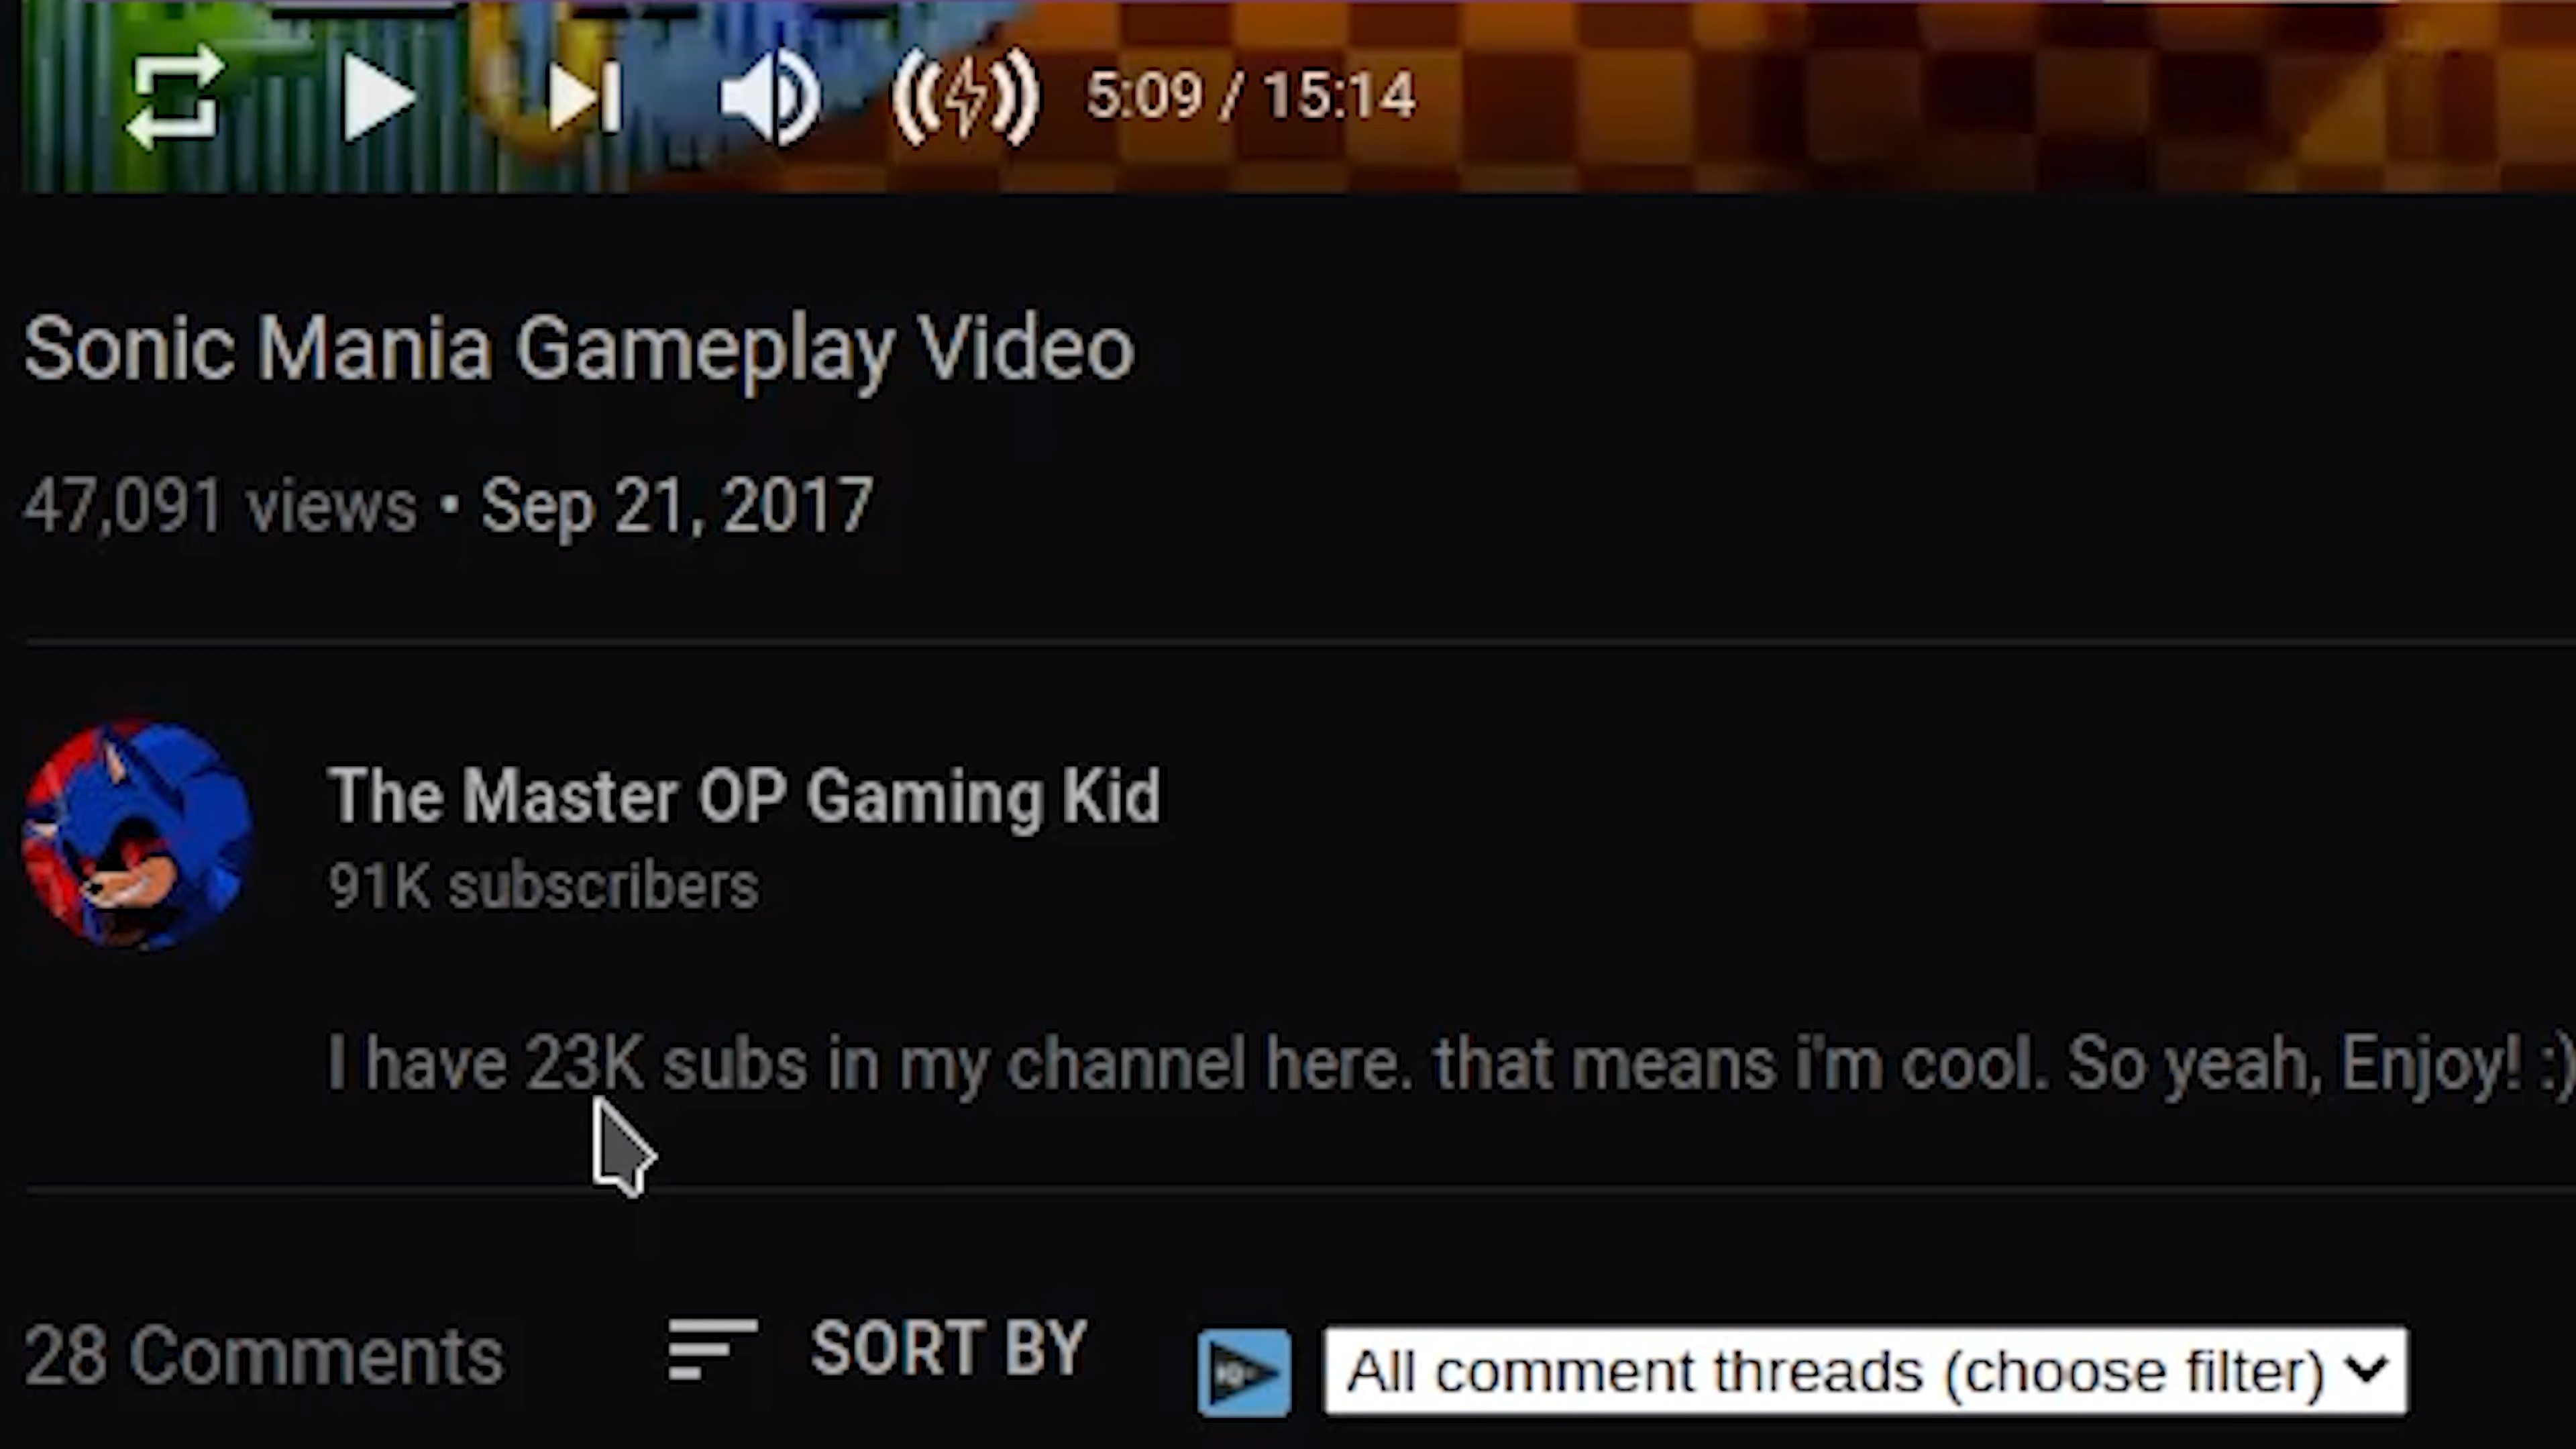 5:09 / 15:14
Sonic Mania Gameplay Video
47,091 views • Sep 21, 2017
The Master OP Gaming Kid
91K subscribers
I have 23K subs in my channel here. that means i'm cool. So yeah, Enjoy! :)
28 Comments SORT BY All comment threads (choose filter)